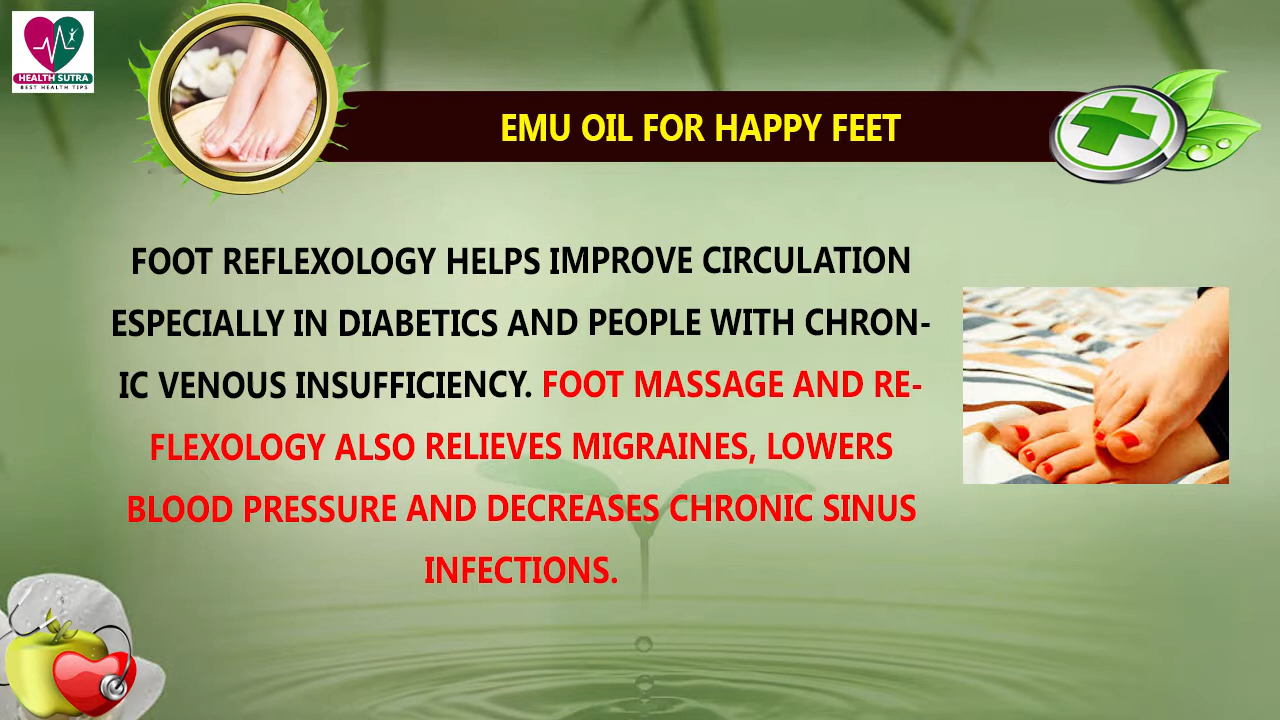 HEALTH SUTRA
BEST HEALTH TIPS
EMU OIL FOR HAPPY FEET
FOOT REFLEXOLOGY HELPS IMPROVE CIRCULATION
ESPECIALLY IN DIABETICS AND PEOPLE WITH CHRON-
IC VENOUS INSUFFICIENCY. FOOT MASSAGE AND RE-
FLEXOLOGY ALSO RELIEVES MIGRAINES, LOWERS
BLOOD PRESSURE AND DECREASES CHRONIC SINUS
INFECTIONS.